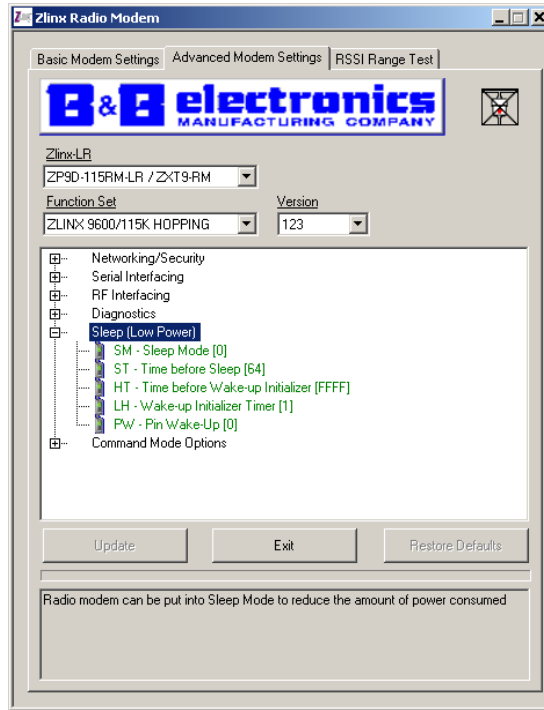 Zlinx Radio Modem
Basic Modem Settings Advanced Modem Settings RSSI Range Test
B&B electronics
MANUFACTURING COMPANY
Zlinx-LR
ZP9D-115RM-LR / ZXT9-RM
Function Set Version
ZLINX 9600/115K HOPPING 123
Networking/Security
Serial Interfacing
RF Interfacing
Diagnostics
Sleep (Low Power)
SM - Sleep Mode [0]
ST - Time before Sleep [64]
HT - Time before Wake-up Initializer [FFFF]
LH - Wake-up Initializer Timer [1]
PW - Pin Wake-Up [0]
Command Mode Options
Update Exit Restore Defaults
Radio modem can be put into Sleep Mode to reduce the amount of power consumed